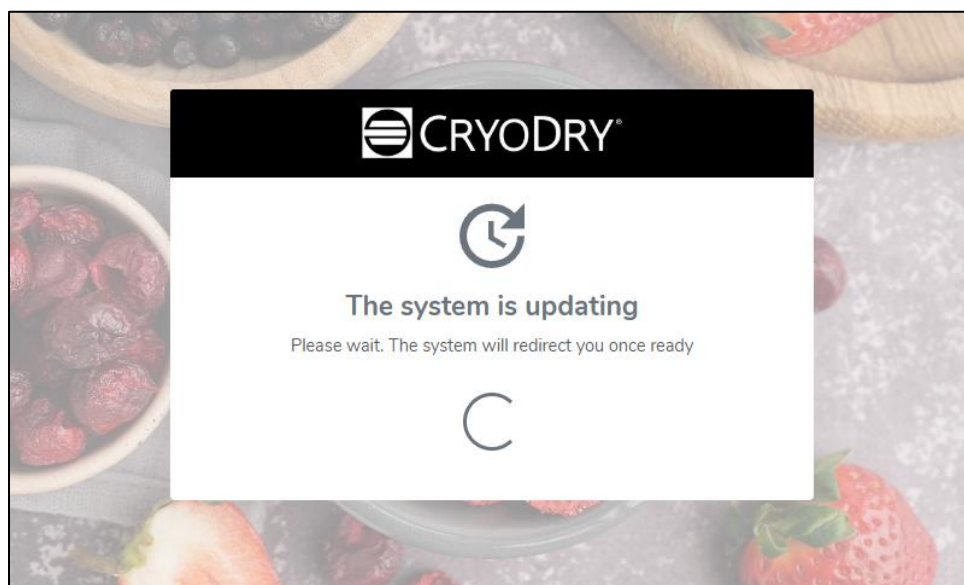 CRYODRY®
The system is updating
Please wait. The system will redirect you once ready